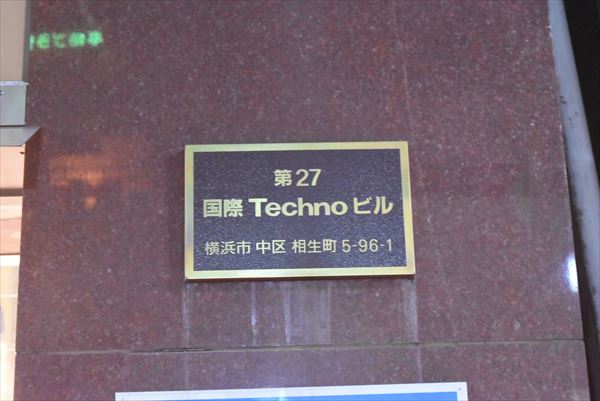 第27
国際 Techno ビル
横浜市 中区 相生町 5-96-1